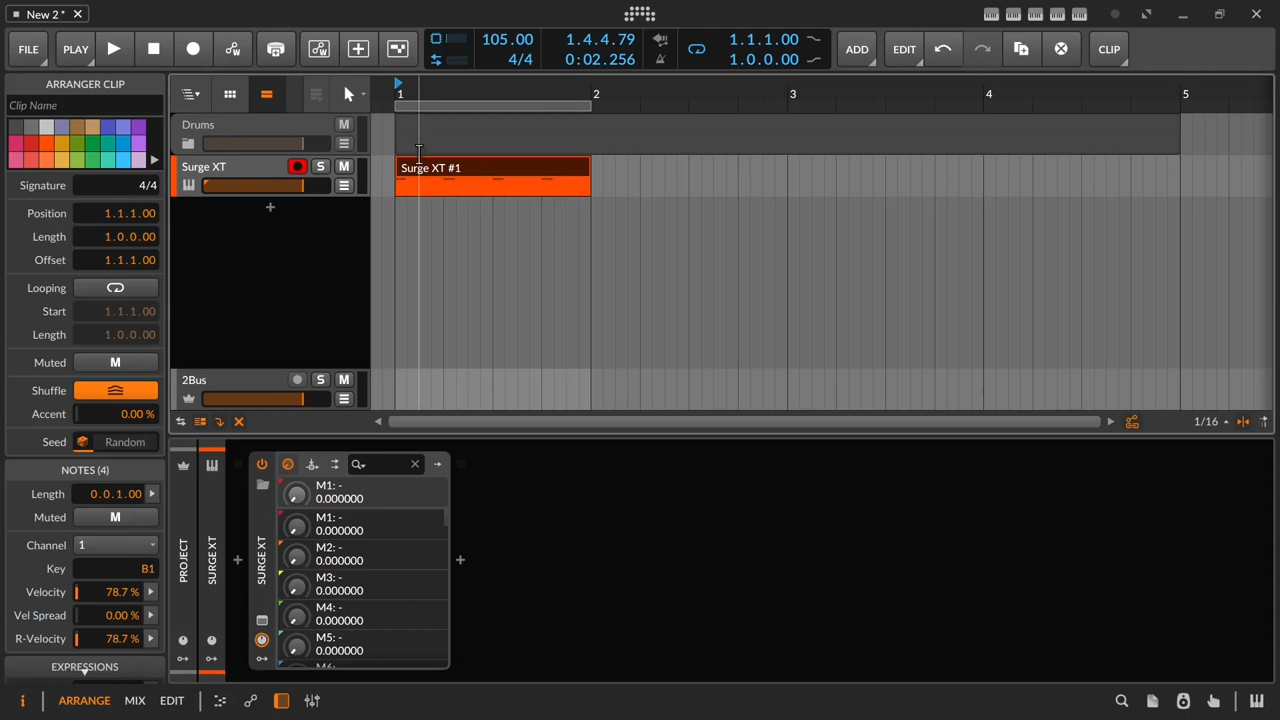 New 2 *
FILE
PLAY
105.00
4/4
1.4.4.79
0:02.256
1.1.1.00
1.0.0.00
ADD
EDIT
CLIP
ARRANGER CLIP
Clip Name
Signature 4/4
Position 1.1.1.00
Length 1.0.0.00
Offset 1.1.1.00
Looping
Start 1.1.1.00
Length 1.0.0.00
Muted M
Shuffle
Accent 0.00 %
Seed Random
NOTES (4)
Length 0.0.1.00
Muted M
Channel 1
Key B1
Velocity 78.7 %
Vel Spread 0.00 %
R-Velocity 78.7 %
EXPRESSIONS
1 2 3 4 5
Drums M
Surge XT S M
Surge XT #1
2Bus S M
1/16
PROJECT
SURGE XT
SURGE XT
M1: -
0.000000
M1: -
0.000000
M2: -
0.000000
M3: -
0.000000
M4: -
0.000000
M5: -
0.000000
M6: -
ARRANGE MIX EDIT